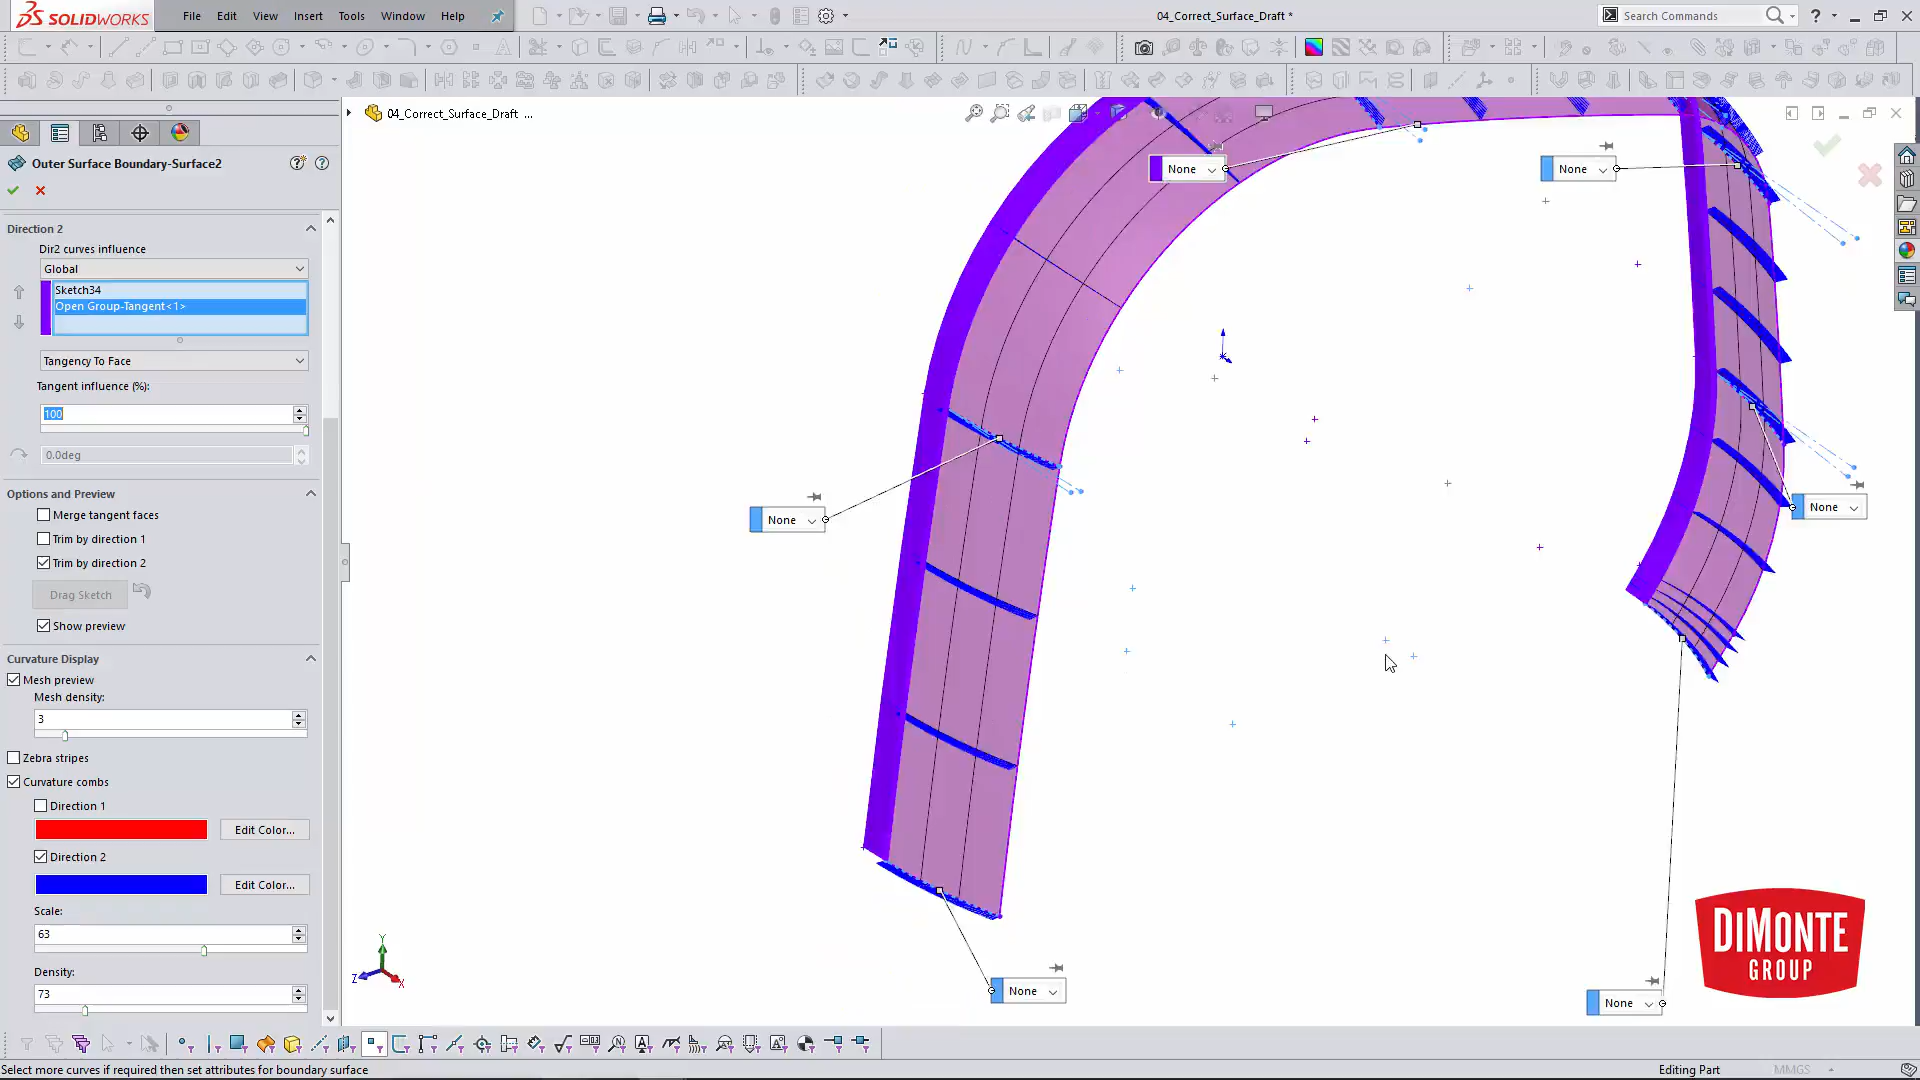 SOLIDWORKS
File Edit View Insert Tools Window Help
04_Correct_Surface_Draft *
Search Commands
04_Correct_Surface_Draft ...
Outer Surface Boundary-Surface2
Direction 2
Dir2 curves influence
Global
Sketch34
Open Group-Tangent<1>
Tangency To Face
Tangent influence (%):
100
0.0deg
Options and Preview
Merge tangent faces
Trim by direction 1
Trim by direction 2
Drag Sketch
Show preview
Curvature Display
Mesh preview
Mesh density:
3
Zebra stripes
Curvature combs
Direction 1
Edit Color...
Direction 2
Edit Color...
Scale:
63
Density:
73
None
None
None
None
None
None
Y
Z
X
DIMONTE
GROUP
Select more curves if required then set attributes for boundary surface
Editing Part
MMGS